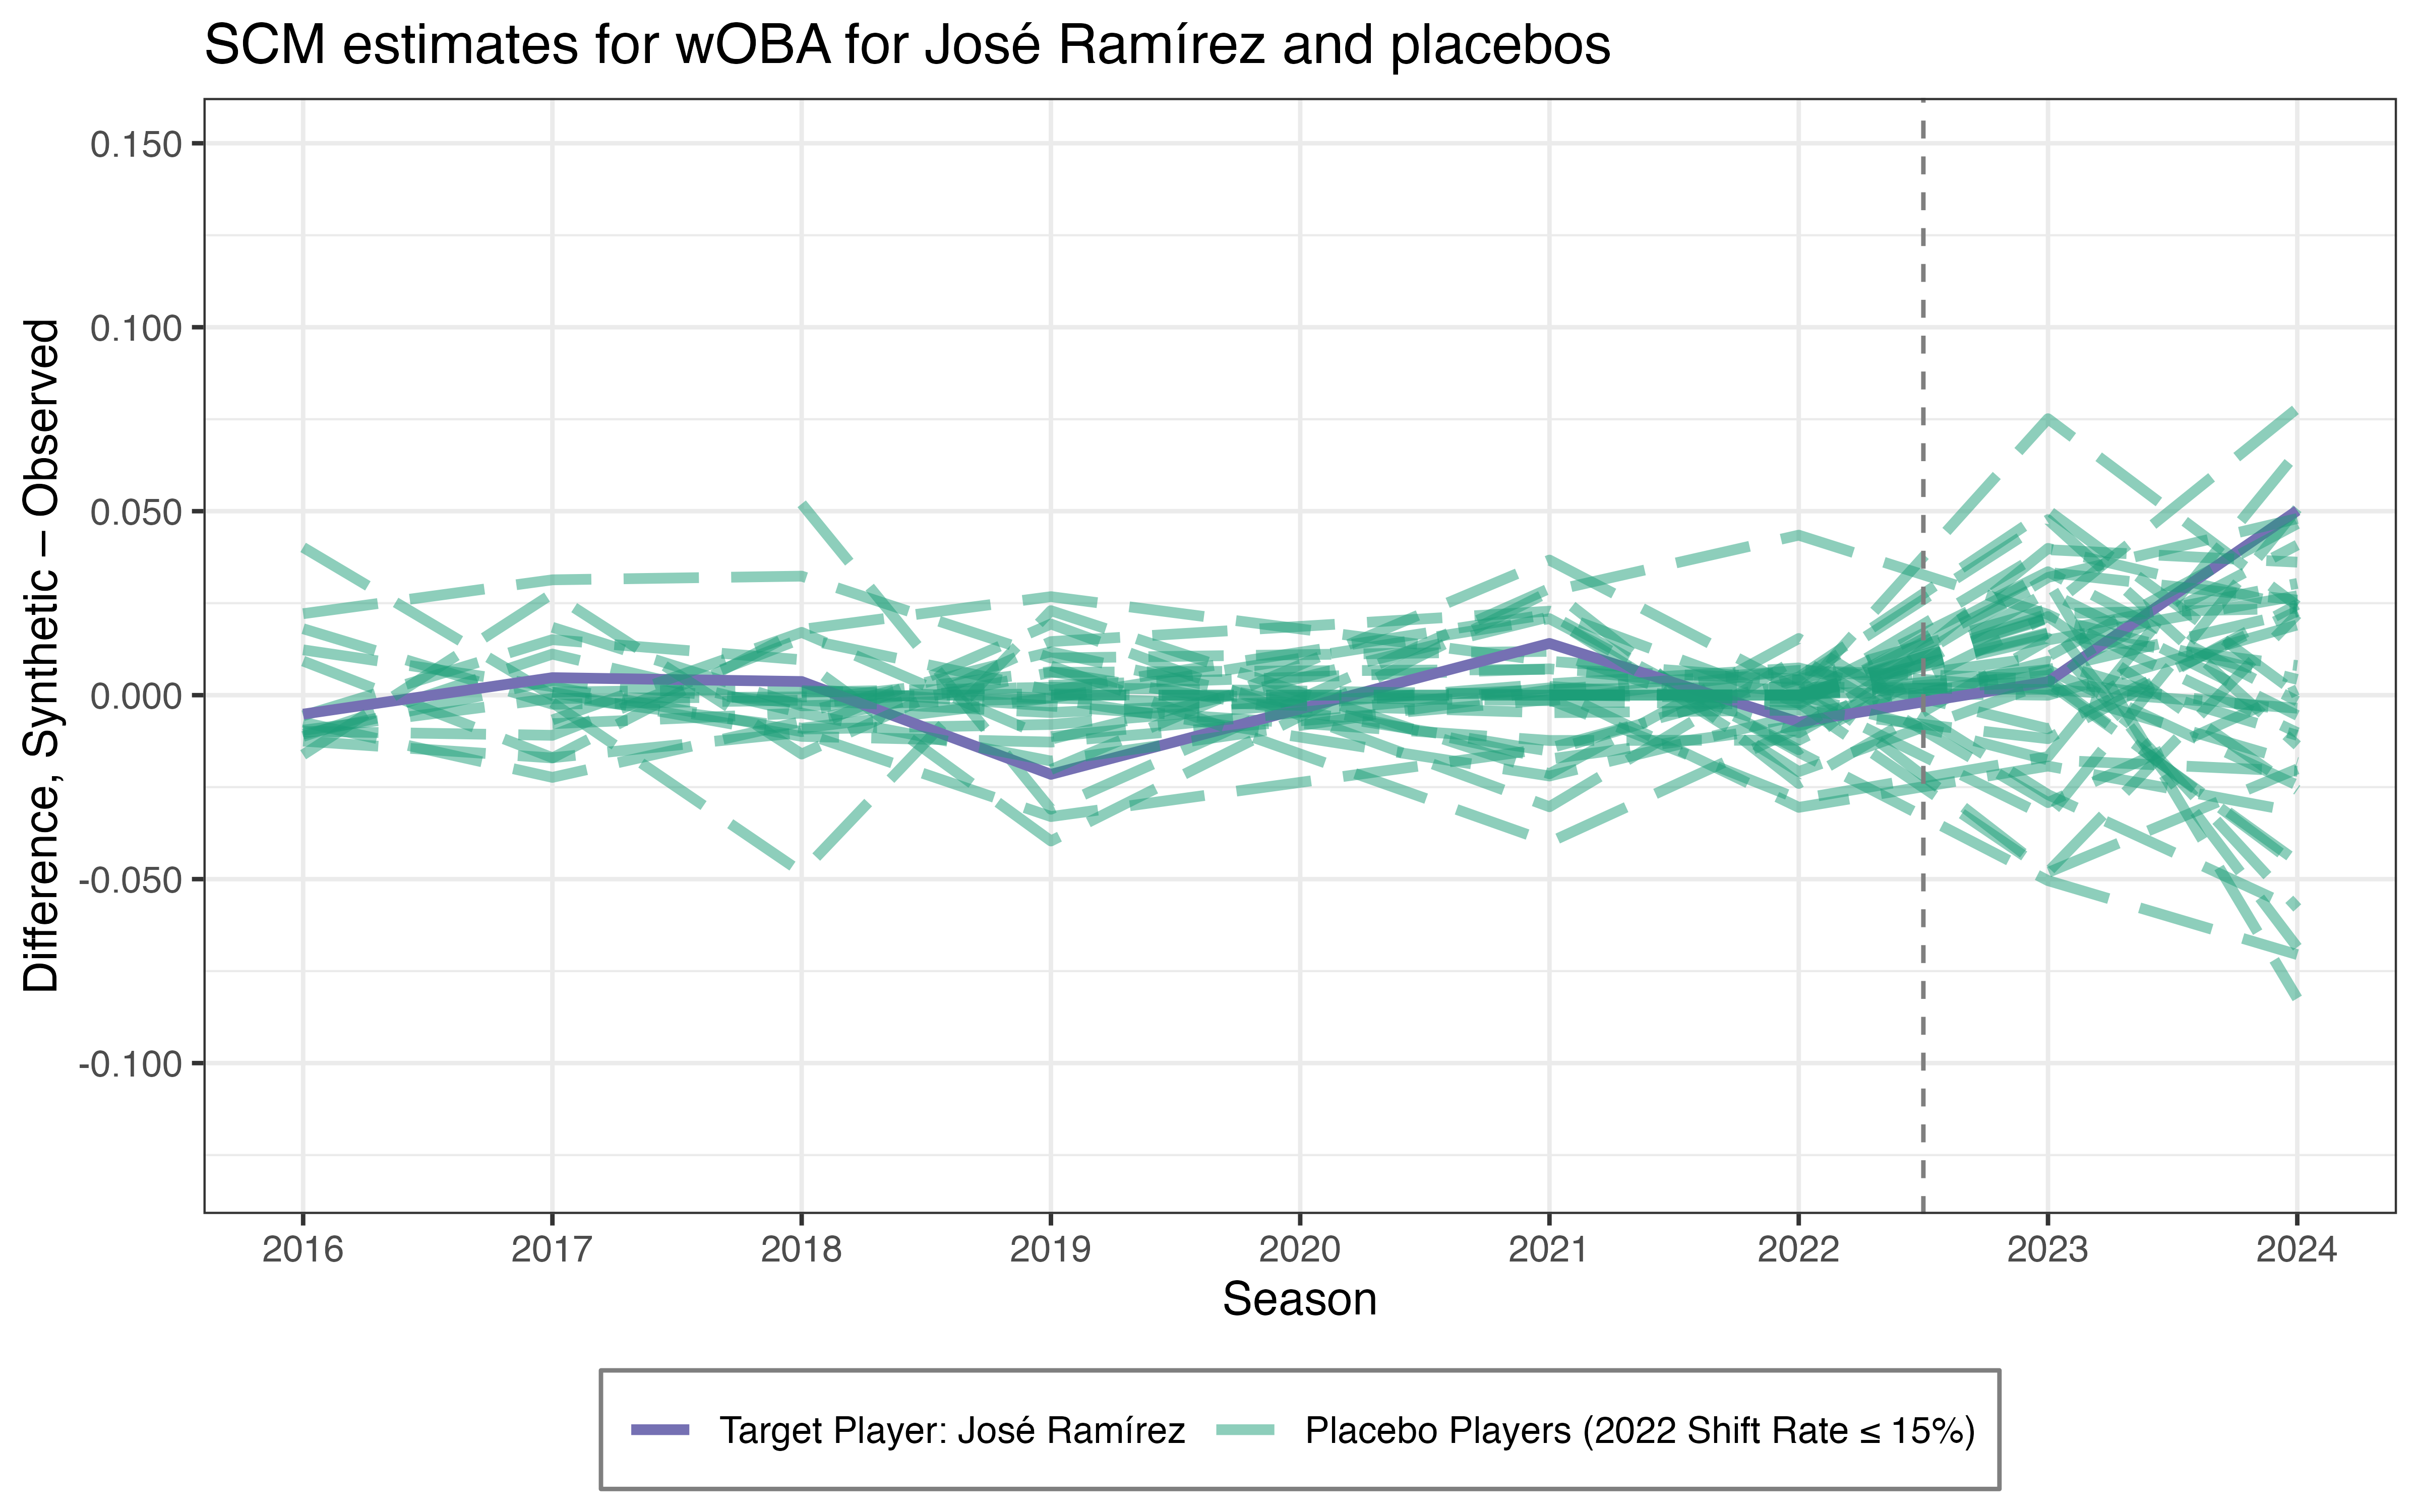 SCM estimates for wOBA for José Ramírez and placebos
Difference, Synthetic – Observed
0.150
0.100
0.050
0.000
-0.050
-0.100
2016 2017 2018 2019 2020 2021 2022 2023 2024
Season
Target Player: José Ramírez Placebo Players (2022 Shift Rate ≤ 15%)